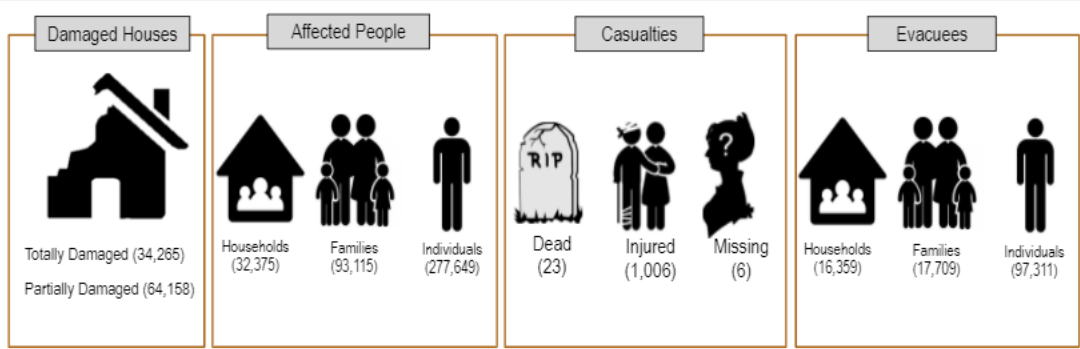 Damaged Houses
Totally Damaged (34,265)
Partially Damaged (64,158)
Affected People
Households
(32,375)
Families
(93,115)
Individuals
(277,649)
Casualties
RIP
Dead
(23)
Injured
(1,006)
?
Missing
(6)
Evacuees
Households
(16,359)
Families
(17,709)
Individuals
(97,311)